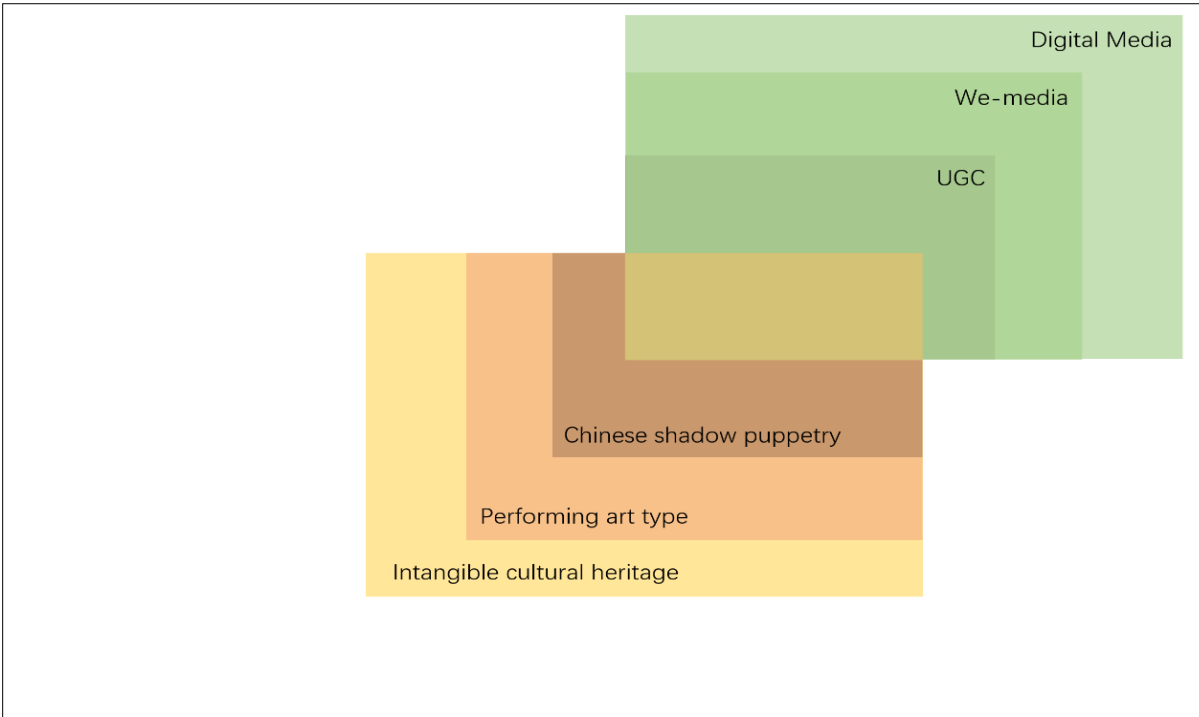 Digital Media
We-media
UGC
Chinese shadow puppetry
Performing art type
Intangible cultural heritage